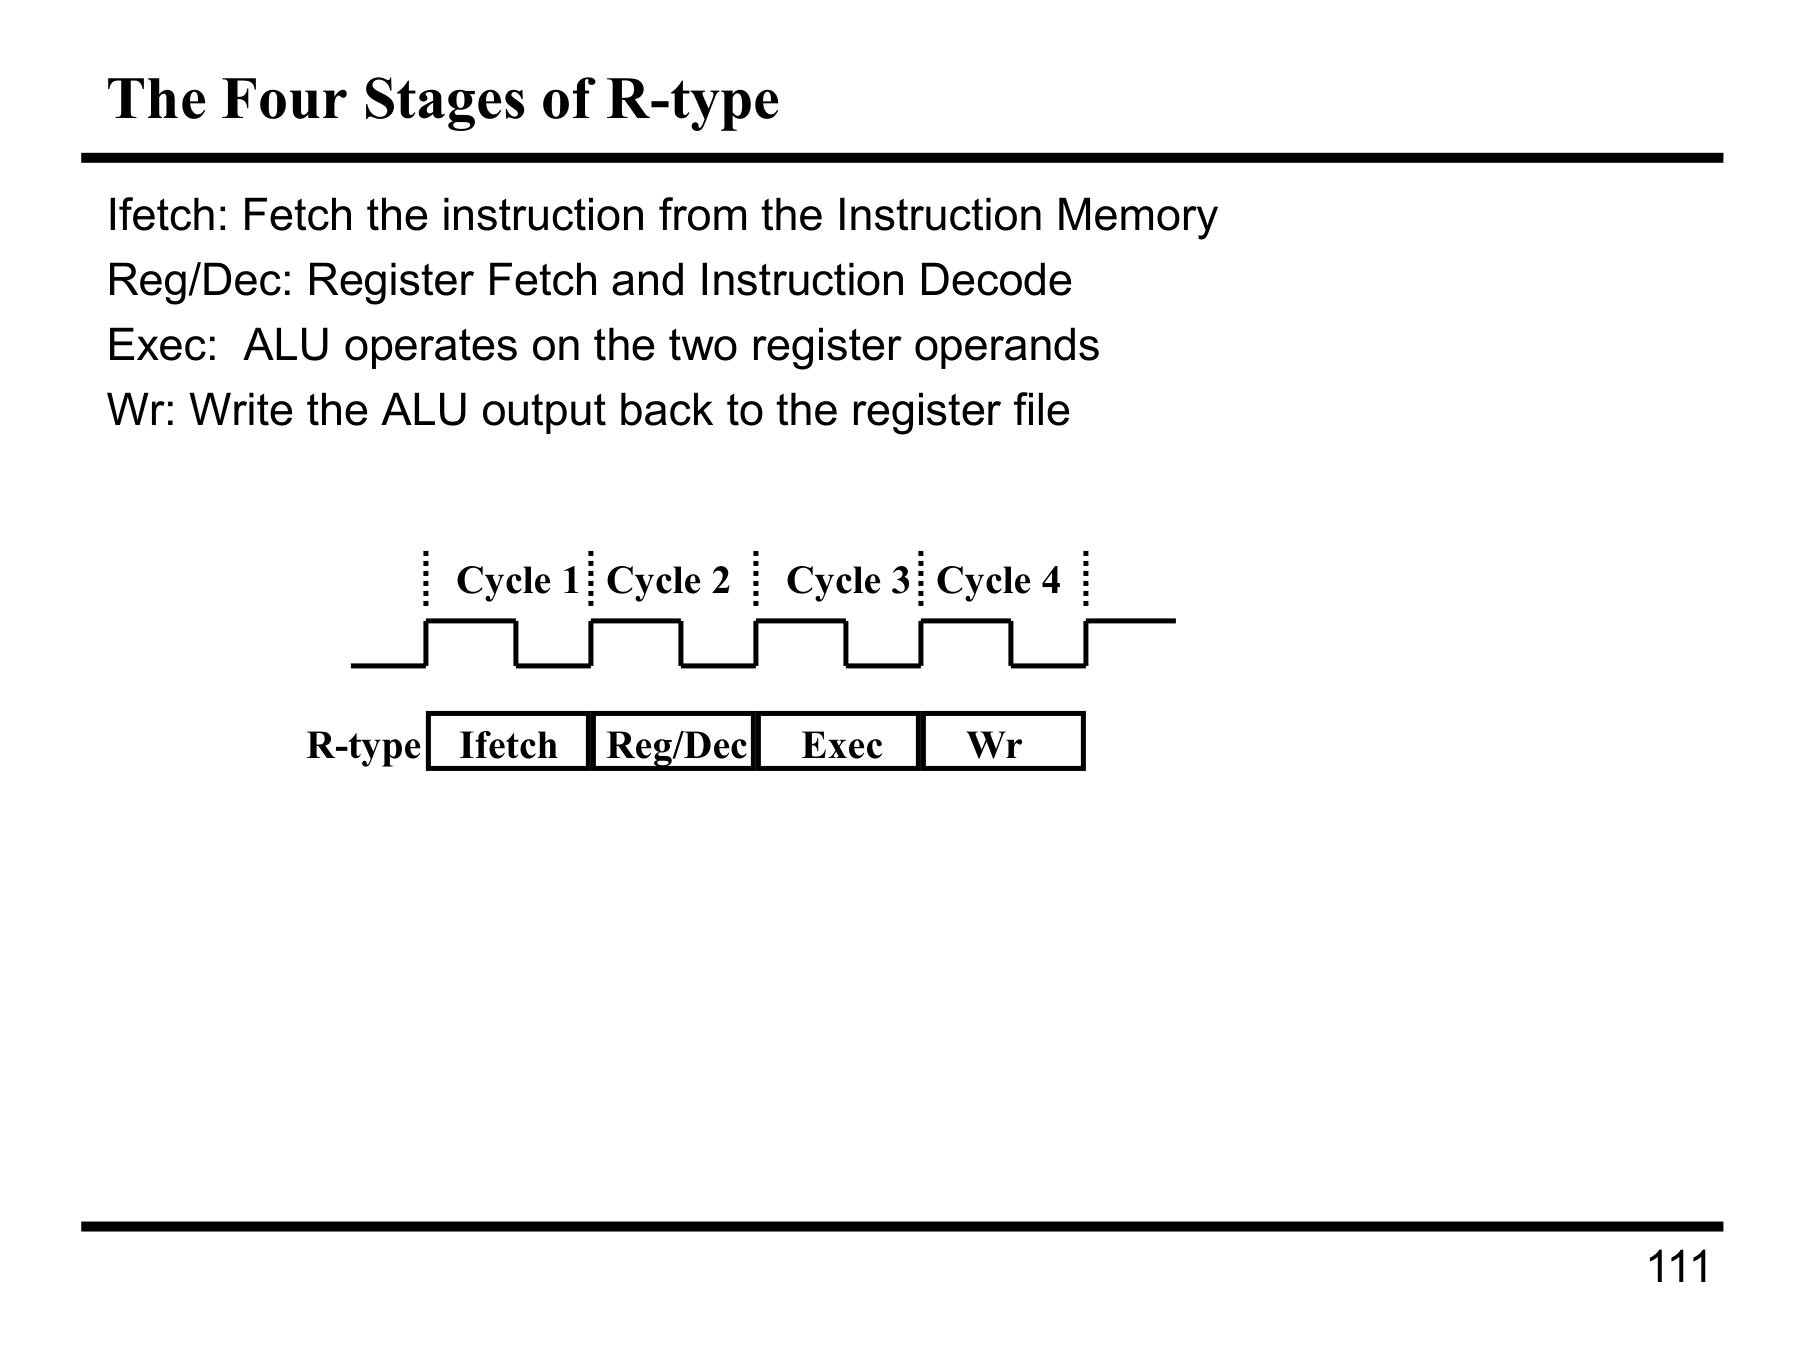 The Four Stages of R-type
Ifetch: Fetch the instruction from the Instruction Memory
Reg/Dec: Register Fetch and Instruction Decode
Exec:  ALU operates on the two register operands
Wr: Write the ALU output back to the register file
Cycle 1 Cycle 2 Cycle 3 Cycle 4
R-type Ifetch Reg/Dec Exec Wr
111